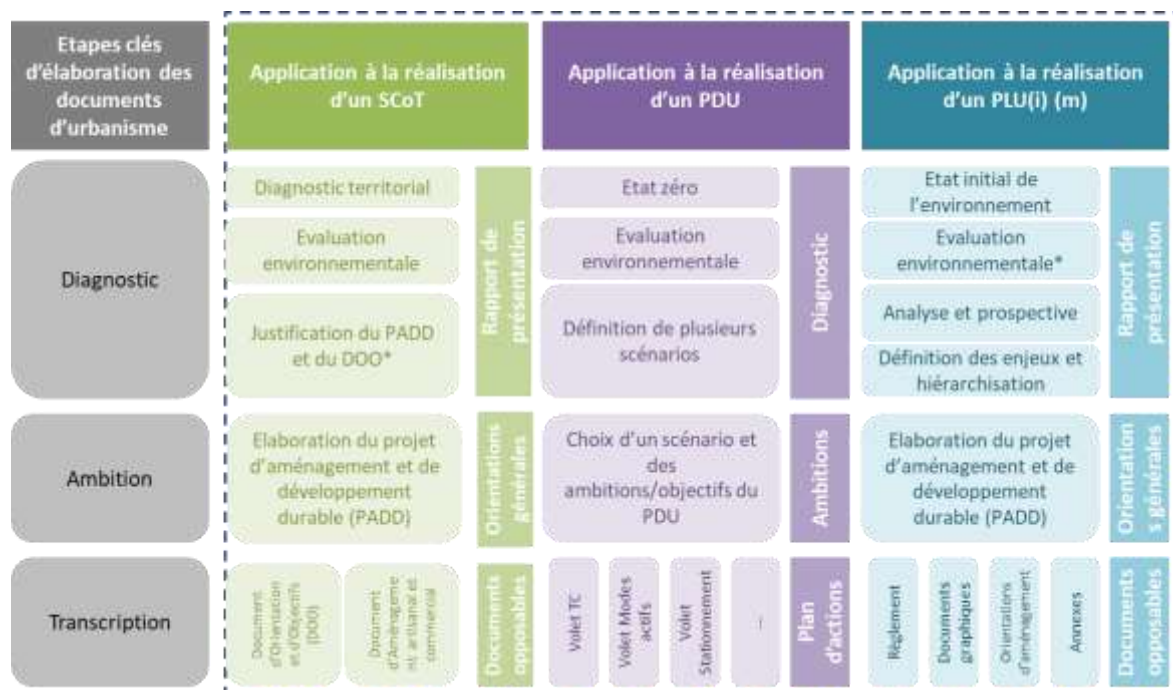 Etapes clés
d'élaboration des
documents
d'urbanisme
Application à la réalisation
d'un SCoT
Application à la réalisation
d'un PDU
Application à la réalisation
d'un PLU(i) (m)
Diagnostic
Diagnostic territorial
Evaluation
environnementale
Justification du PADD
et du DOO*
Rapport de
présentation
Etat zéro
Evaluation
environnementale
Définition de plusieurs
scénarios
Diagnostic
Etat initial de
l'environnement
Evaluation
environnementale*
Analyse et prospective
Définition des enjeux et
hiérarchisation
Rapport de
présentation
Ambition
Elaboration du projet
d'aménagement et de
développement
durable (PADD)
Orientations
générales
Choix d'un scénario et
des
ambitions/objectifs du
PDU
Ambitions
Elaboration du projet
d'aménagement et de
développement
durable (PADD)
Orientation
s générales
Transcription
Document
d'Orientation
et d'Objectifs
(DOO)
Document
d'Aménageme
nt artisanal et
commercial
Documents
opposables
Volet TC
Volet Modes
actifs
Volet
Stationnement
...
Plan
d'actions
Règlement
Documents
graphiques
Orientations
d'aménagement
Annexes
Documents
opposables